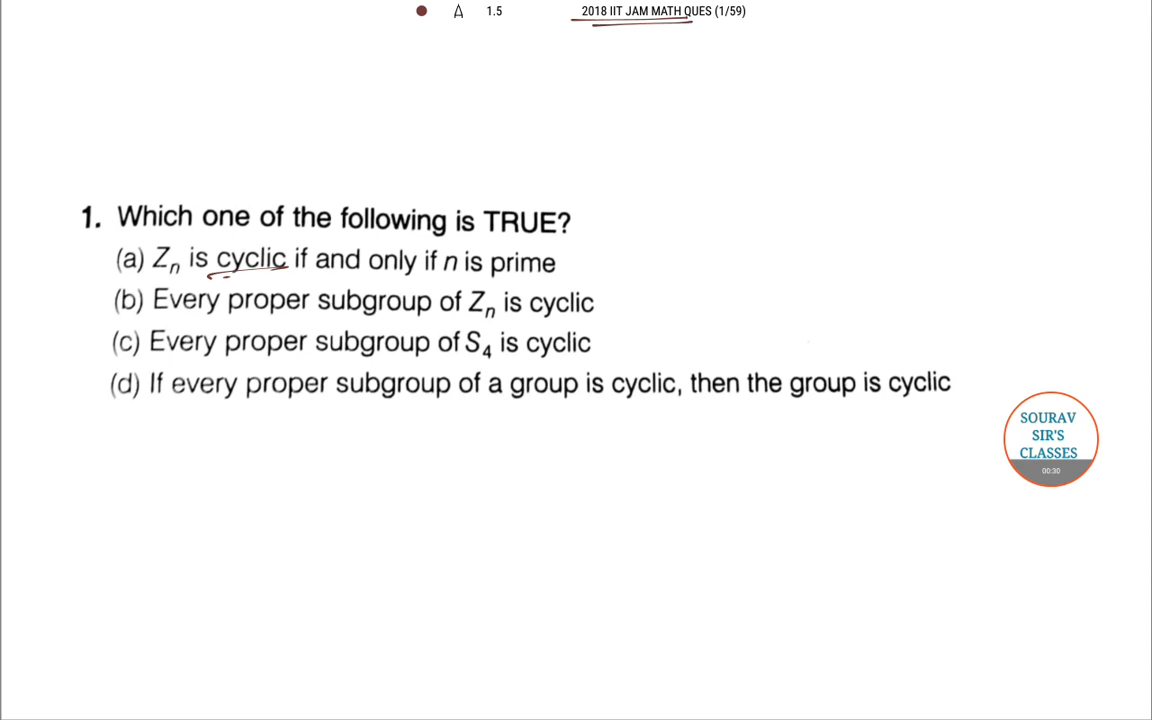 1.5 2018 IIT JAM MATH QUES (1/59)
1. Which one of the following is TRUE?
(a) Zₙ is cyclic if and only if n is prime
(b) Every proper subgroup of Zₙ is cyclic
(c) Every proper subgroup of S₄ is cyclic
(d) If every proper subgroup of a group is cyclic, then the group is cyclic
SOURAV
SIR'S
CLASSES
00:30